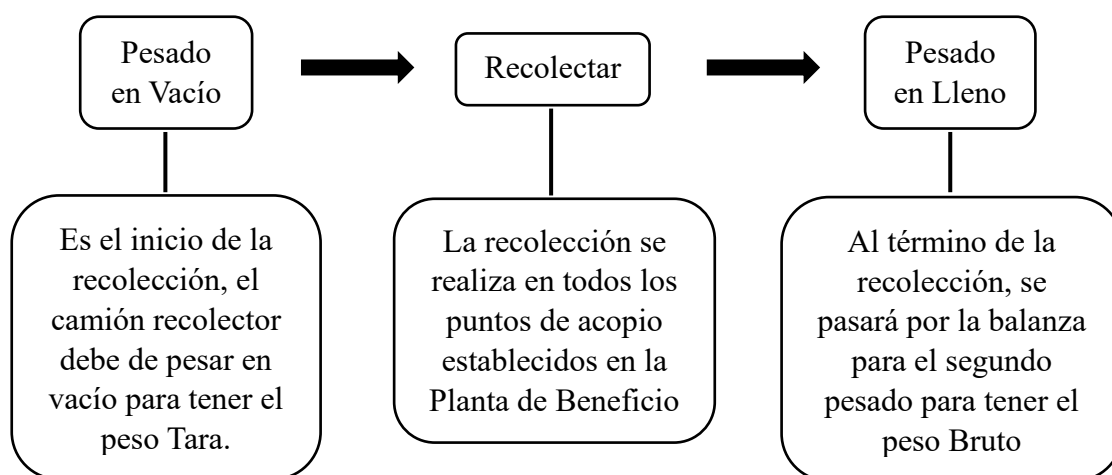 Pesado
en Vacío
Recolectar
Pesado
en Lleno
Es el inicio de la
recolección, el
camión recolector
debe de pesar en
vacío para tener el
peso Tara.
La recolección se
realiza en todos los
puntos de acopio
establecidos en la
Planta de Beneficio
Al término de la
recolección, se
pasará por la balanza
para el segundo
pesado para tener el
peso Bruto